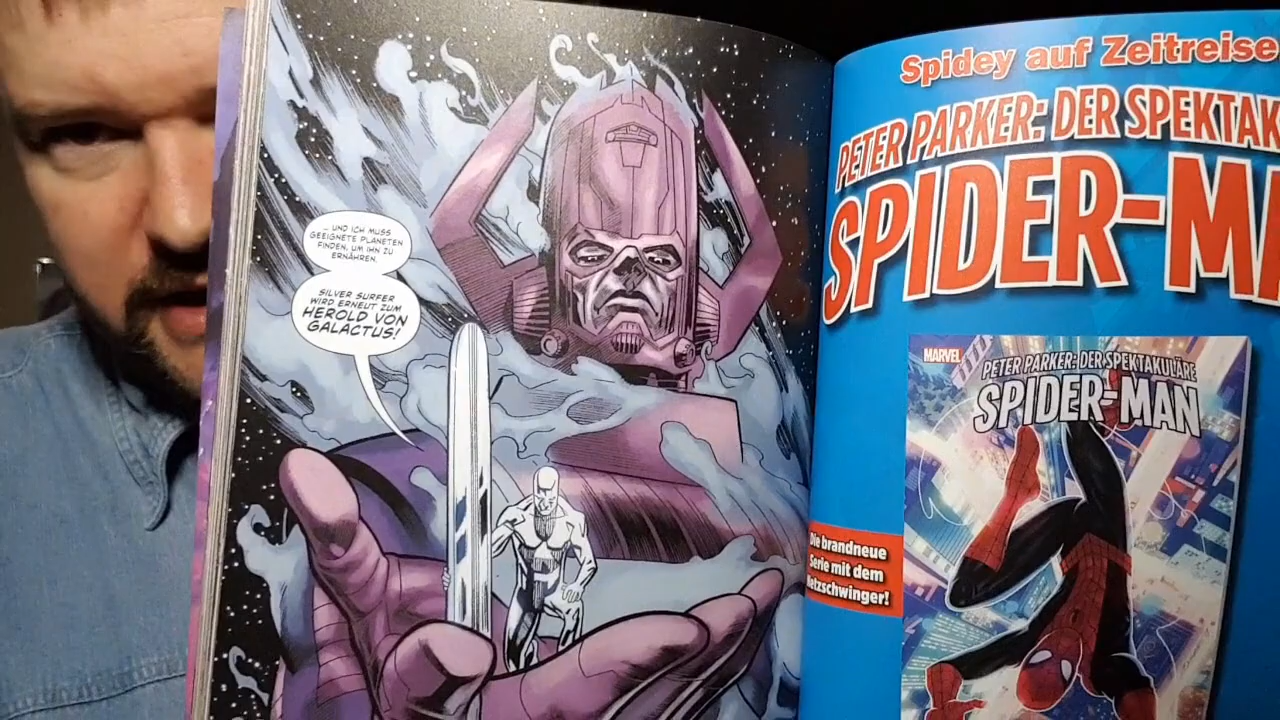 ... UND ICH MUSS
GEEIGNETE PLANETEN
FINDEN, UM IHN ZU
ERNÄHREN.
SILVER SURFER
WIRD ERNEUT ZUM
HEROLD VON
GALACTUS!
Spidey auf Zeitreise
PETER PARKER: DER SPEKTAK
SPIDER-MA
MARVEL
PETER PARKER: DER SPEKTAKULÄRE
SPIDER-MAN
Die brandneue
Serie mit dem
Netzschwinger!